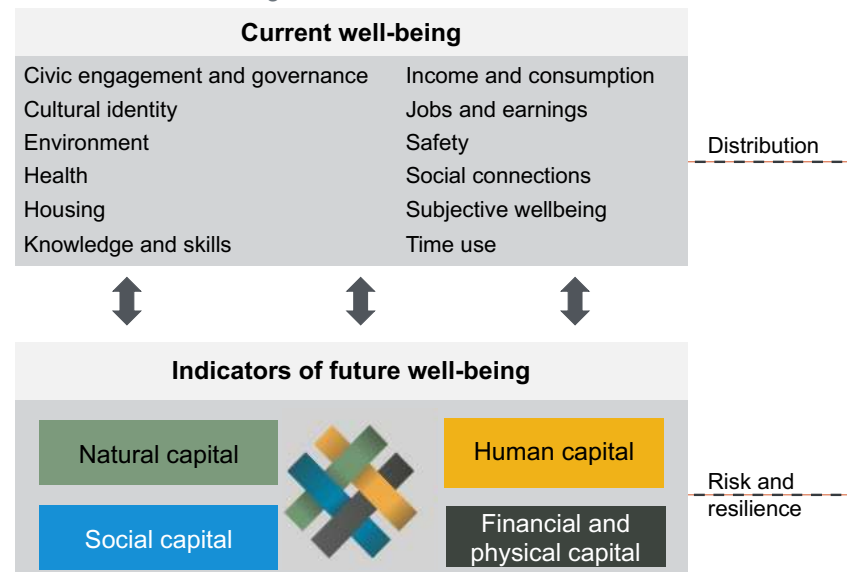 Current well-being
Civic engagement and governance
Cultural identity
Environment
Health
Housing
Knowledge and skills
Income and consumption
Jobs and earnings
Safety
Social connections
Subjective wellbeing
Time use
Distribution
Indicators of future well-being
Natural capital
Human capital
Social capital
Financial and
physical capital
Risk and
resilience